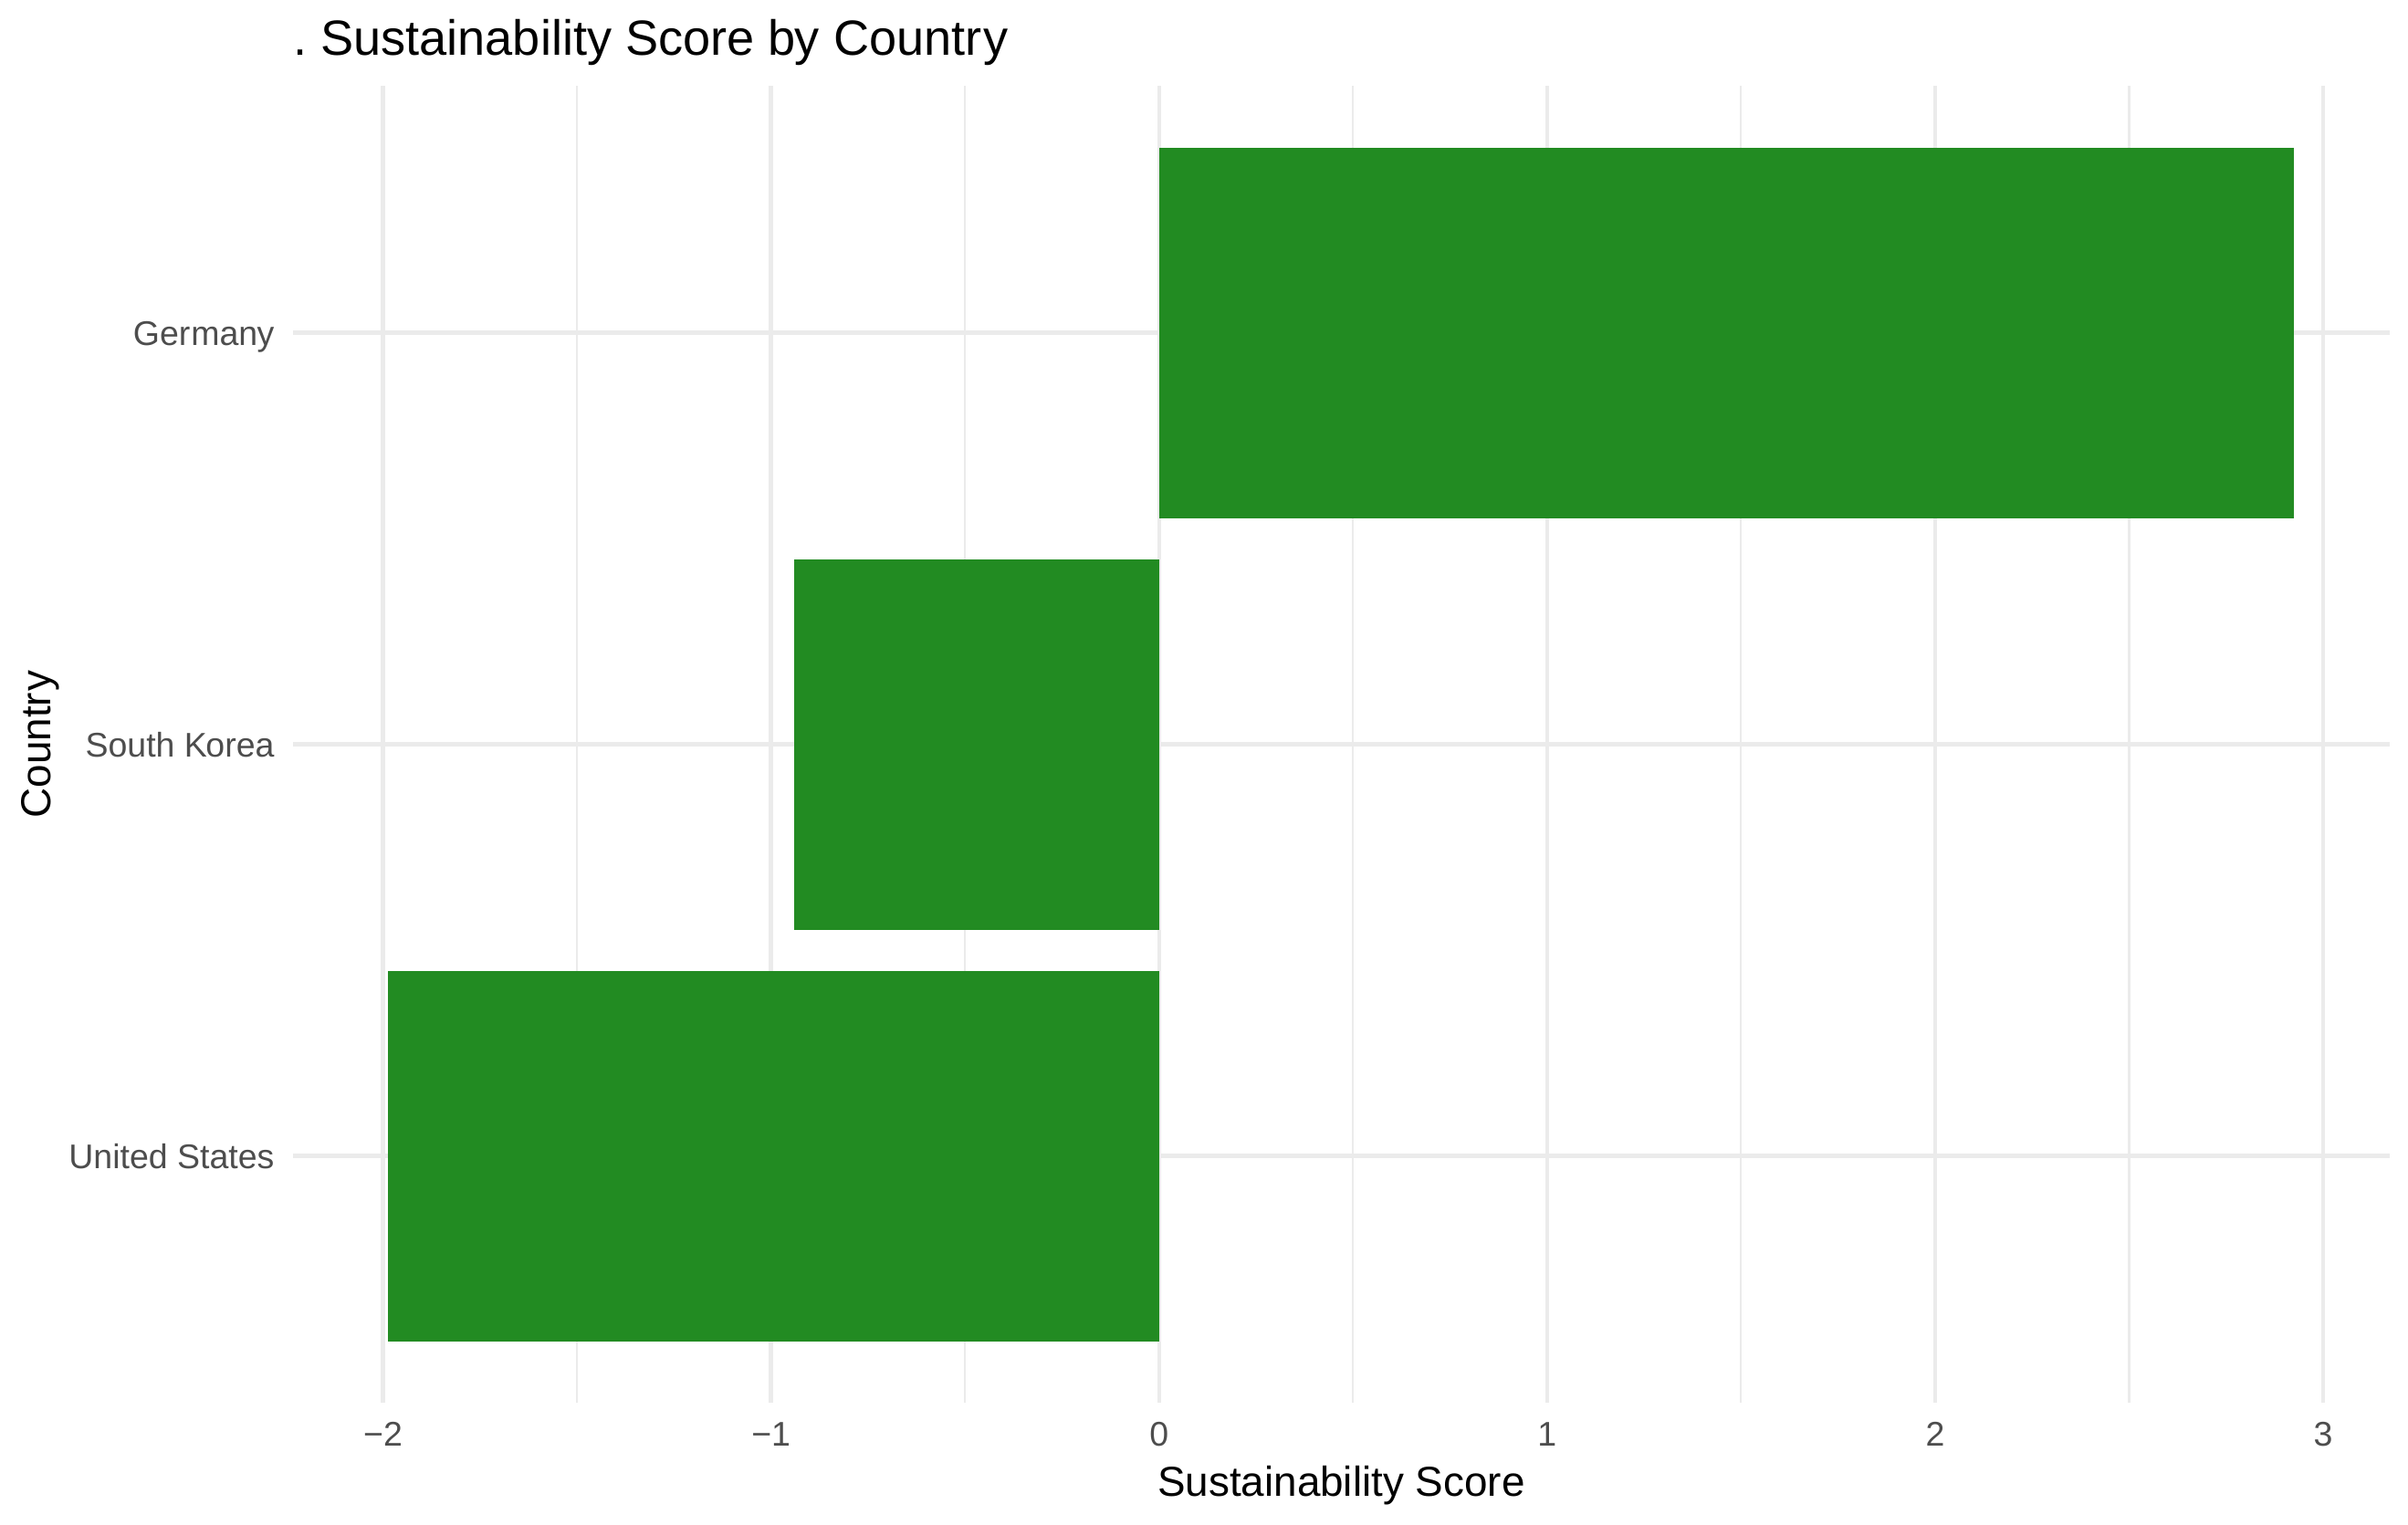 . Sustainability Score by Country
Country
Germany
South Korea
United States
−2 −1 0 1 2 3
Sustainability Score